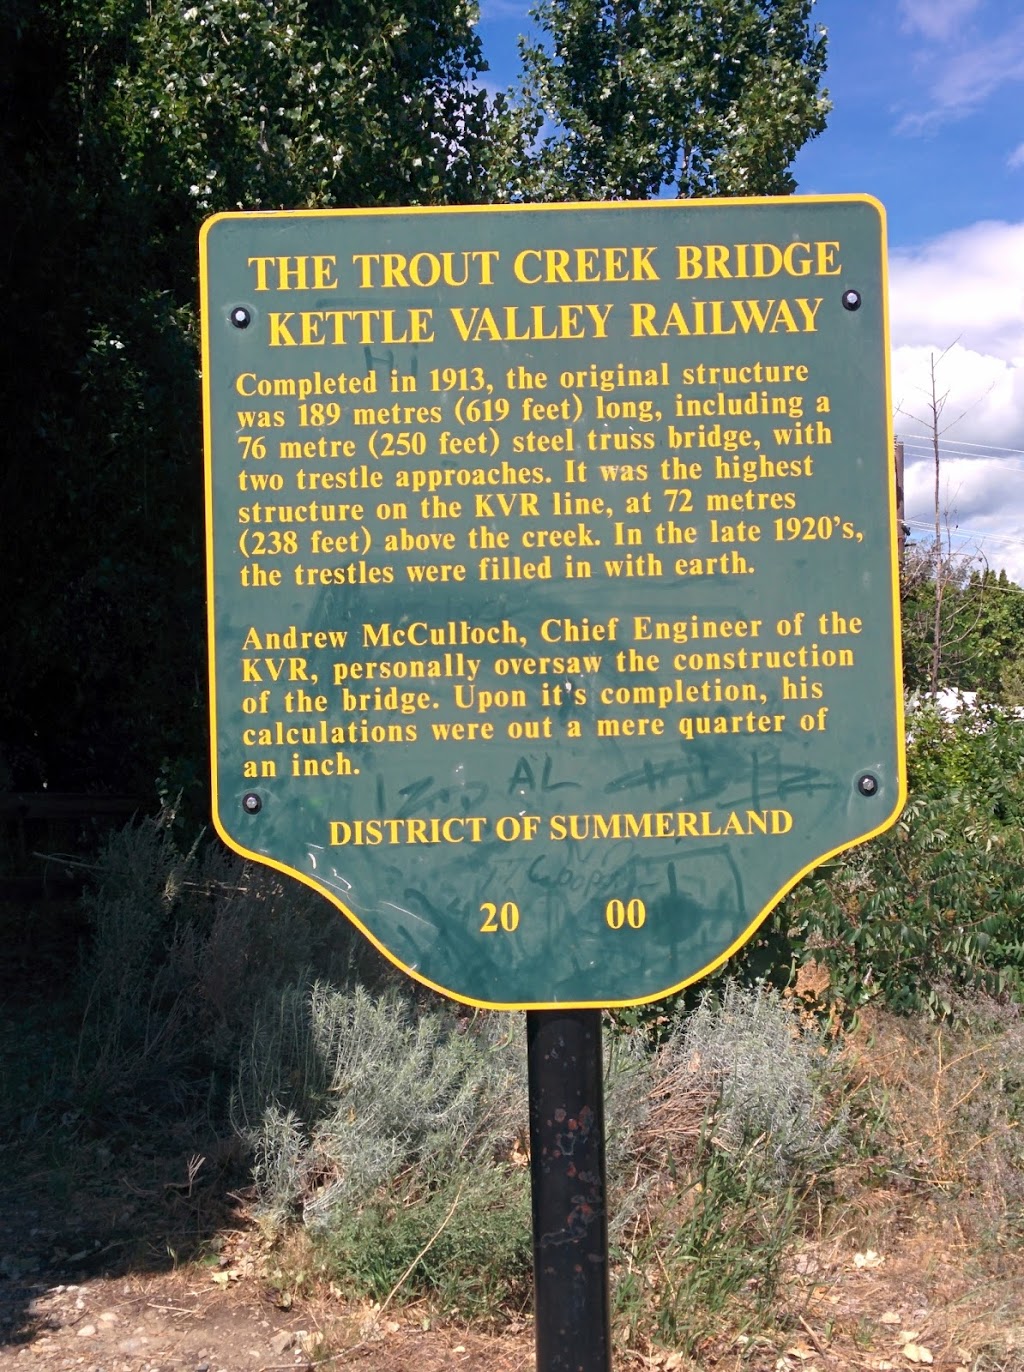 THE TROUT CREEK BRIDGE
KETTLE VALLEY RAILWAY
Hi
Completed in 1913, the original structure
was 189 metres (619 feet) long, including a
76 metre (250 feet) steel truss bridge, with
two trestle approaches. It was the highest
structure on the KVR line, at 72 metres
(238 feet) above the creek. In the late 1920's,
the trestles were filled in with earth.
Andrew McCulloch, Chief Engineer of the
KVR, personally oversaw the construction
of the bridge. Upon it's completion, his
calculations were out a mere quarter of
an inch.
AL
DISTRICT OF SUMMERLAND
20 00